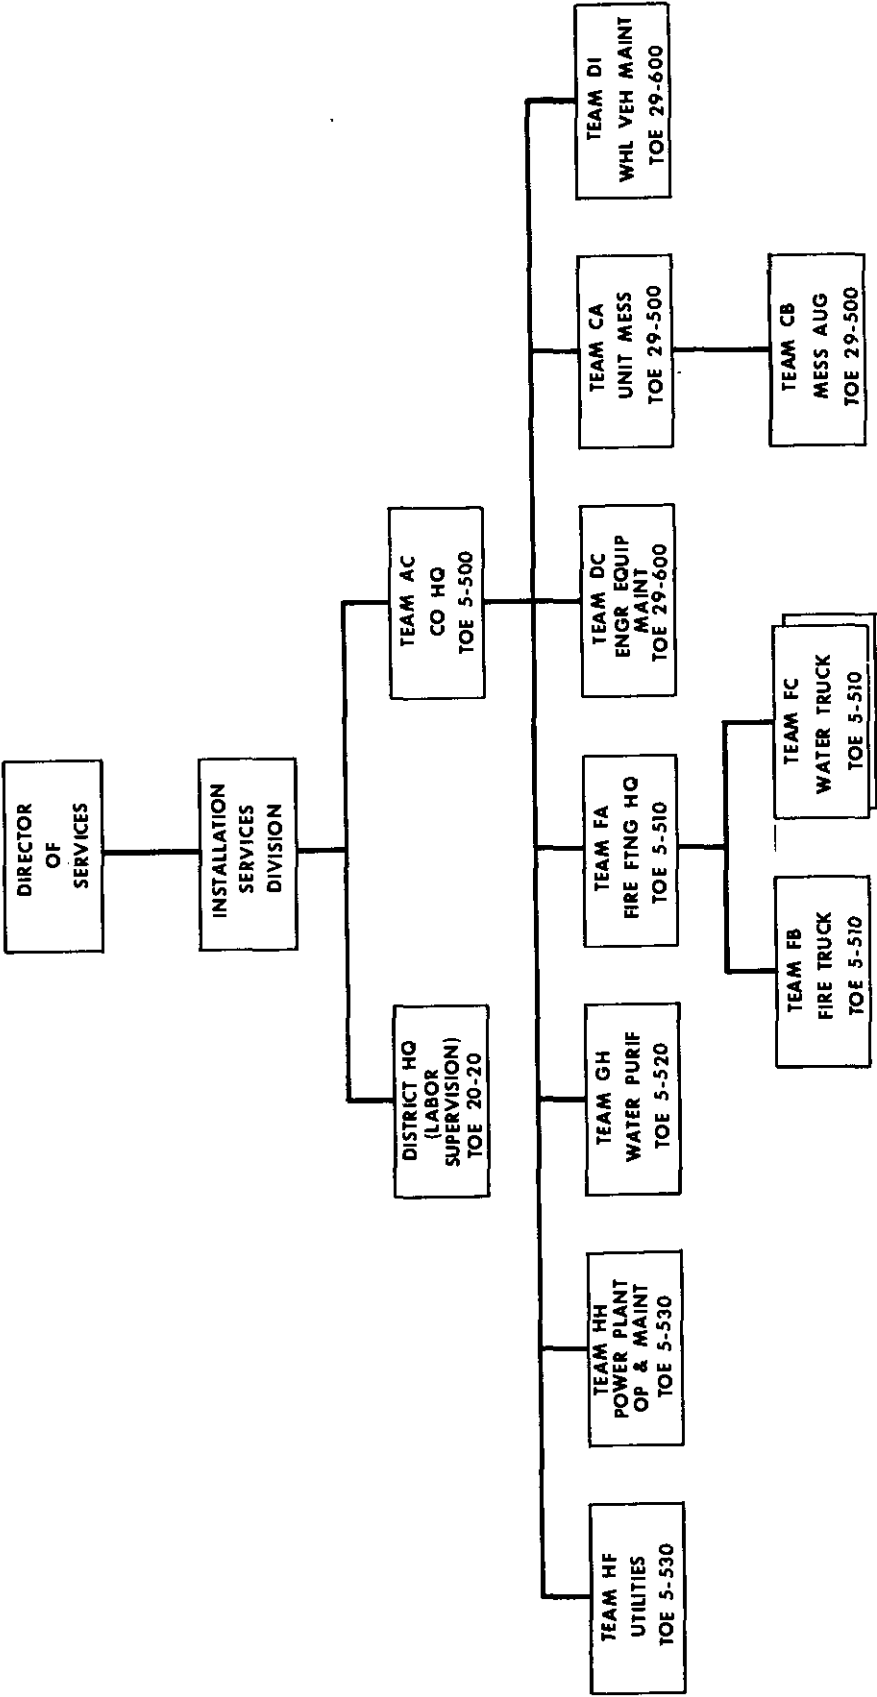 DIRECTOR
OF
SERVICES
INSTALLATION
SERVICES
DIVISION
DISTRICT HQ
(LABOR
SUPERVISION)
TOE 20-20
TEAM AC
CO HQ
TOE 5-500
TEAM HF
UTILITIES
TOE 5-530
TEAM HH
POWER PLANT
OP & MAINT
TOE 5-530
TEAM GH
WATER PURIF
TOE 5-520
TEAM FA
FIRE FTNG HQ
TOE 5-510
TEAM DC
ENGR EQUIP
MAINT
TOE 29-600
TEAM CA
UNIT MESS
TOE 29-500
TEAM DI
WHL VEH MAINT
TOE 29-600
TEAM FB
FIRE TRUCK
TOE 5-510
TEAM FC
WATER TRUCK
TOE 5-510
TEAM CB
MESS AUG
TOE 29-500